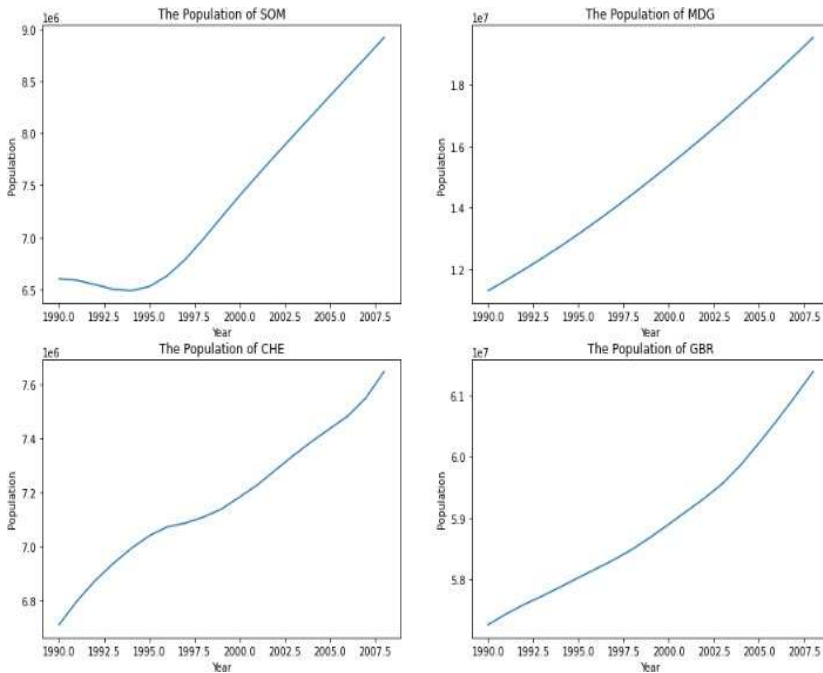 The Population of SOM
1e6
9.0
8.5
8.0
7.5
7.0
6.5
Population
1990.0 1992.5 1995.0 1997.5 2000.0 2002.5 2005.0 2007.5
Year
The Population of MDG
1e7
1.8
1.6
1.4
1.2
Population
1990.0 1992.5 1995.0 1997.5 2000.0 2002.5 2005.0 2007.5
Year
The Population of CHE
1e6
7.6
7.4
7.2
7.0
6.8
Population
1990.0 1992.5 1995.0 1997.5 2000.0 2002.5 2005.0 2007.5
Year
The Population of GBR
1e7
6.1
6.0
5.9
5.8
Population
1990.0 1992.5 1995.0 1997.5 2000.0 2002.5 2005.0 2007.5
Year